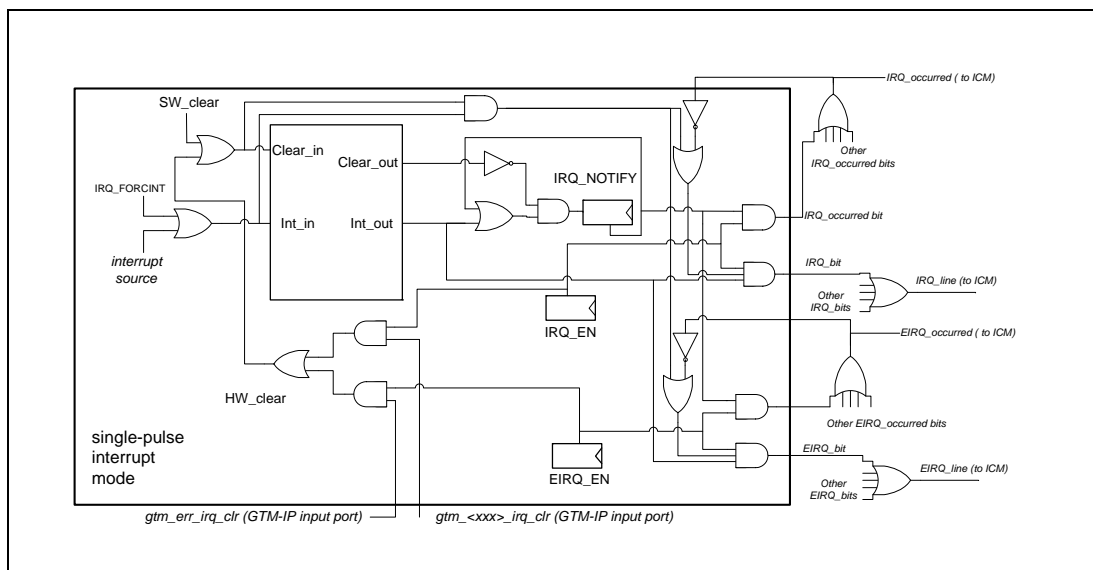 IRQ_occurred ( to ICM)
SW_clear
Clear_in
Clear_out
Other
IRQ_occurred bits
IRQ_NOTIFY
IRQ_FORCINT
IRQ_occurred bit
Int_in
Int_out
interrupt
source
IRQ_bit
IRQ_line (to ICM)
Other
IRQ_bits
IRQ_EN
EIRQ_occurred ( to ICM)
HW_clear
Other EIRQ_occurred bits
single-pulse
interrupt
mode
EIRQ_bit
EIRQ_line (to ICM)
EIRQ_EN
Other
EIRQ_bits
gtm_err_irq_clr (GTM-IP input port)
gtm_<xxx>_irq_clr (GTM-IP input port)